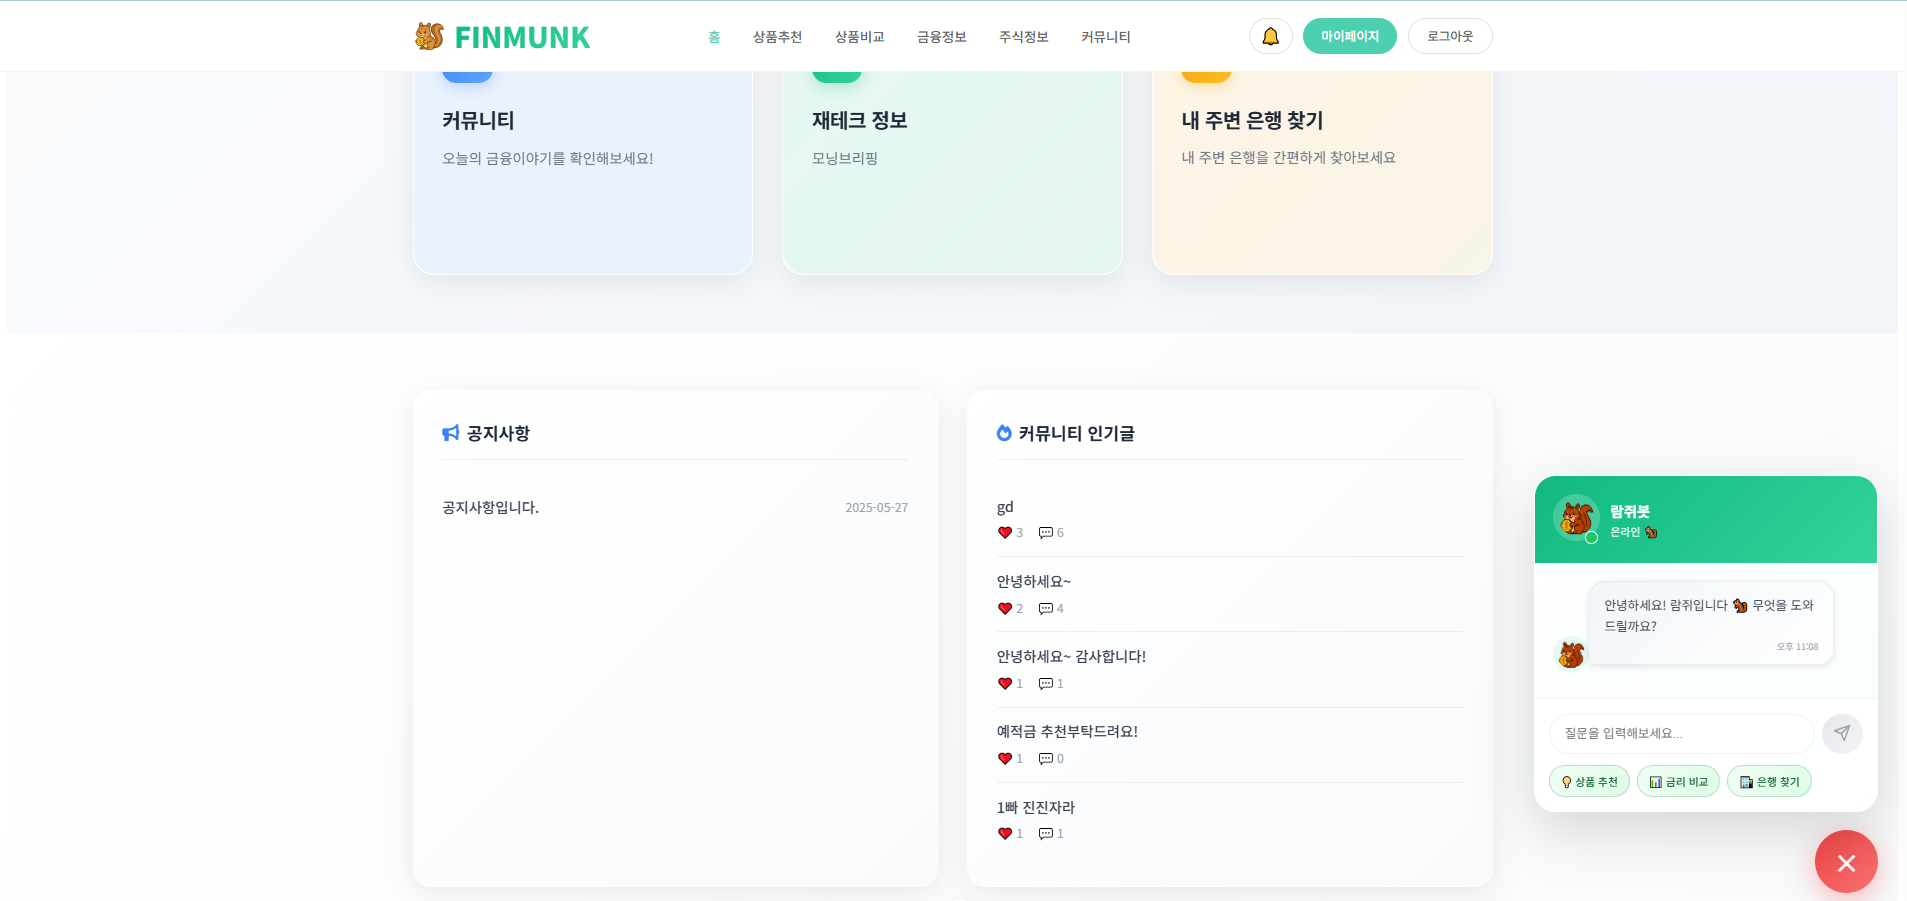 FINMUNK
홈 상품추천 상품비교 금융정보 주식정보 커뮤니티
마이페이지
로그아웃
커뮤니티
오늘의 금융이야기를 확인해보세요!
재테크 정보
모닝브리핑
내 주변 은행 찾기
내 주변 은행을 간편하게 찾아보세요
공지사항
공지사항입니다. 2025-05-27
커뮤니티 인기글
gd
3 6
안녕하세요~
2 4
안녕하세요~ 감사합니다!
1 1
예적금 추천부탁드려요!
1 0
1빠 진진자라
1 1
람쥐봇
온라인
안녕하세요! 람쥐입니다 무엇을 도와
드릴까요?
오후 11:08
질문을 입력해보세요...
상품 추천
금리 비교
은행 찾기